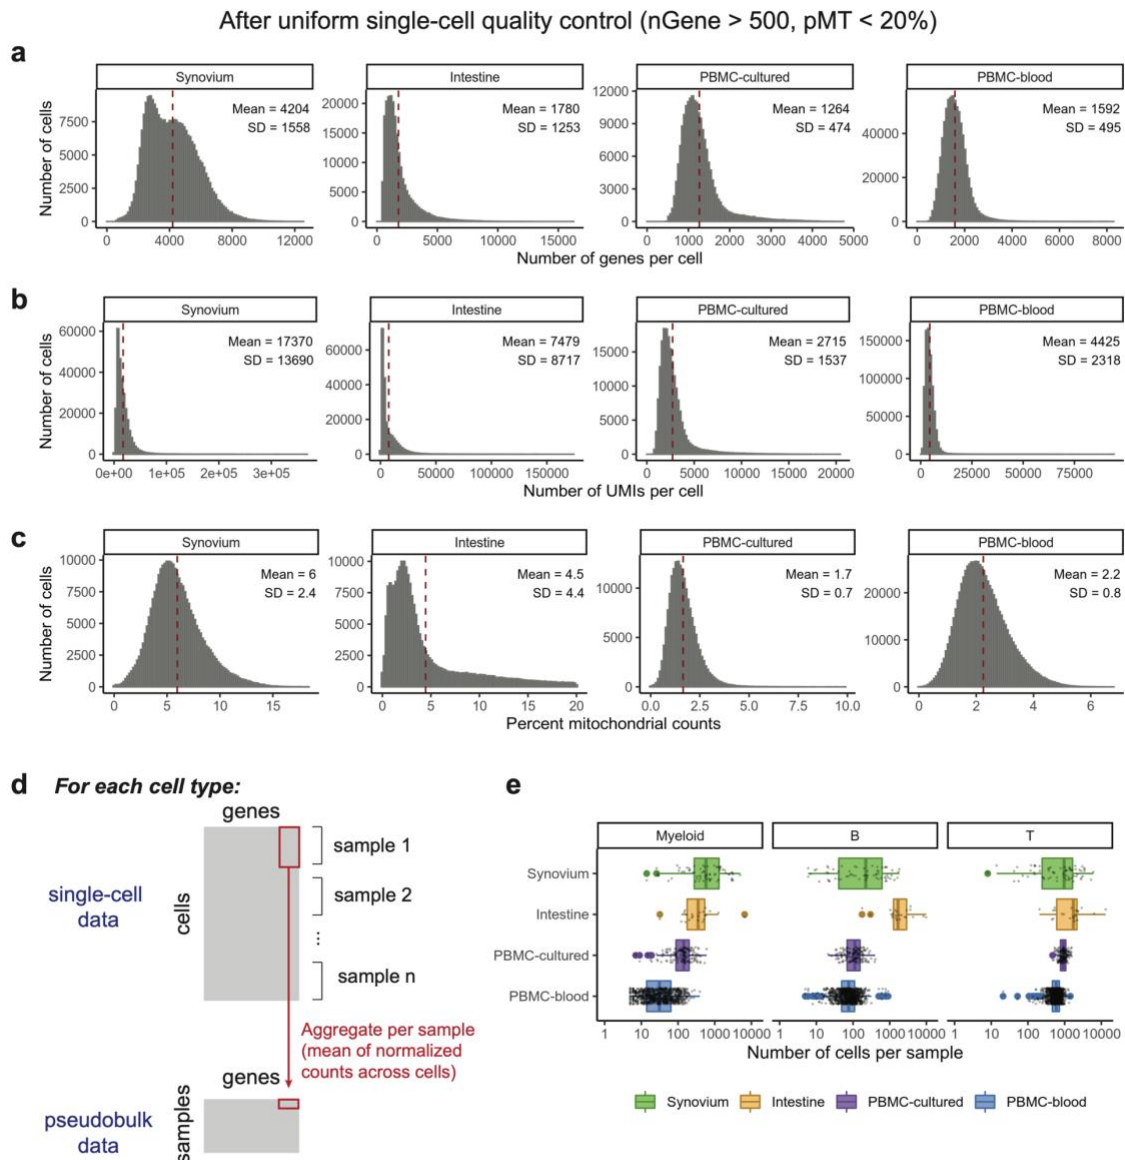 After uniform single-cell quality control (nGene > 500, pMT < 20%)
a
Synovium
Intestine
PBMC-cultured
PBMC-blood
Number of cells
7500
5000
2500
0
Mean = 4204
SD = 1558
20000
15000
10000
5000
0
Mean = 1780
SD = 1253
12000
9000
6000
3000
0
Mean = 1264
SD = 474
40000
20000
0
Mean = 1592
SD = 495
0 4000 8000 12000
0 5000 10000 15000
0 1000 2000 3000 4000 5000
0 2000 4000 6000 8000
Number of genes per cell
b
Synovium
Intestine
PBMC-cultured
PBMC-blood
Number of cells
60000
40000
20000
0
Mean = 17370
SD = 13690
60000
40000
20000
0
Mean = 7479
SD = 8717
15000
10000
5000
0
Mean = 2715
SD = 1537
150000
100000
50000
0
Mean = 4425
SD = 2318
0e+00 1e+05 2e+05 3e+05
0 50000 100000 150000
0 5000 10000 15000 20000
0 25000 50000 75000
Number of UMIs per cell
c
Synovium
Intestine
PBMC-cultured
PBMC-blood
Number of cells
10000
7500
5000
2500
0
Mean = 6
SD = 2.4
10000
7500
5000
2500
0
Mean = 4.5
SD = 4.4
10000
5000
0
Mean = 1.7
SD = 0.7
20000
10000
0
Mean = 2.2
SD = 0.8
0 5 10 15
0 5 10 15 20
0.0 2.5 5.0 7.5 10.0
0 2 4 6
Percent mitochondrial counts
d
For each cell type:
genes
single-cell
data
cells
sample 1
sample 2
...
sample n
Aggregate per sample
(mean of normalized
counts across cells)
genes
pseudobulk
data
samples
e
Myeloid
B
T
Synovium
Intestine
PBMC-cultured
PBMC-blood
1 10 100 1000 10000
1 10 100 1000 10000
1 10 100 1000 10000
Number of cells per sample
Synovium
Intestine
PBMC-cultured
PBMC-blood